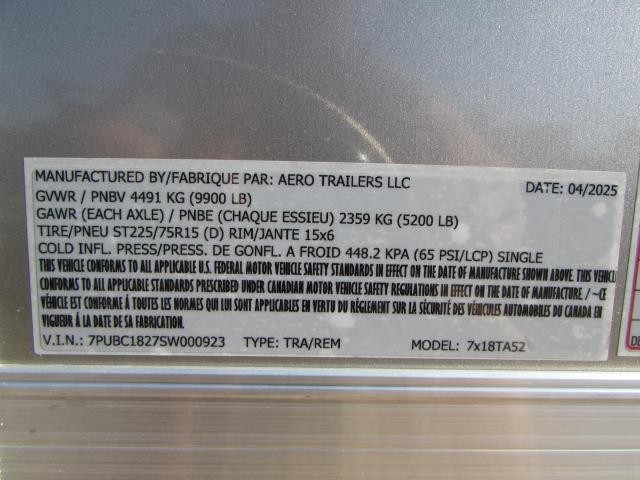 MANUFACTURED BY/FABRIQUE PAR: AERO TRAILERS LLC DATE: 04/2025
GVWR / PNBV 4491 KG (9900 LB)
GAWR (EACH AXLE) / PNBE (CHAQUE ESSIEU) 2359 KG (5200 LB)
TIRE/PNEU ST225/75R15 (D) RIM/JANTE 15x6
COLD INFL. PRESS/PRESS. DE GONFL. A FROID 448.2 KPA (65 PSI/LCP) SINGLE
THIS VEHICLE CONFORMS TO ALL APPLICABLE U.S. FEDERAL MOTOR VEHICLE SAFETY STANDARDS IN EFFECT ON THE DATE OF MANUFACTURE SHOWN ABOVE. THIS VEHICLE
CONFORMS TO ALL APPLICABLE STANDARDS PRESCRIBED UNDER CANADIAN MOTOR VEHICLE SAFETY REGULATIONS IN EFFECT ON THE DATE OF MANUFACTURE. / ~CE
VÉHICLE EST CONFORME À TOUTES LES NORMES QUI LUI SONT APPLICABLES EN VERTU DU RÈGLEMENT SUR LA SÉCURITÉ DES VÉHICULES AUTOMOBILES DU CANADA EN
VIGUEUR À LA DATE DE SA FABRICATION.
V.I.N.: 7PUBC1827SW000923 TYPE: TRA/REM MODEL: 7x18TA52